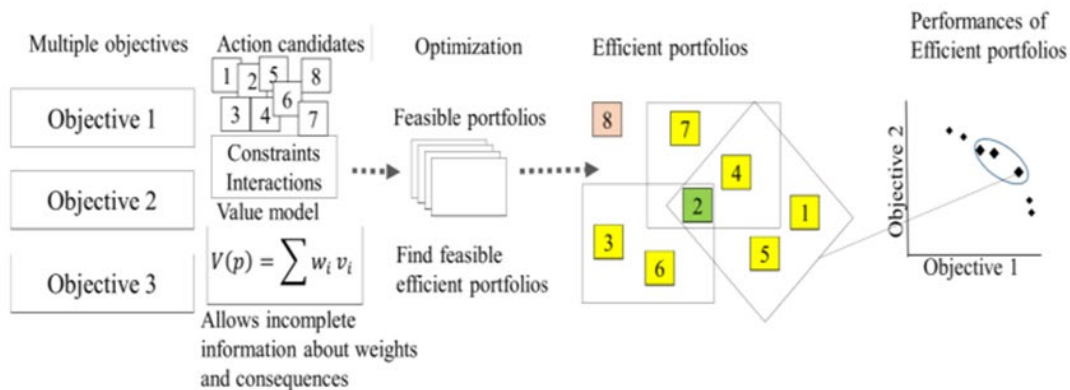 Multiple objectives
Objective 1
Objective 2
Objective 3
Action candidates
1 2 5 8
6
3 4 7
Constraints
Interactions
Value model
V(p) = ∑ wᵢ vᵢ
Allows incomplete
information about weights
and consequences
Optimization
Feasible portfolios
Find feasible
efficient portfolios
Efficient portfolios
8
7
4
2
1
3
5
6
Performances of
Efficient portfolios
Objective 2
Objective 1